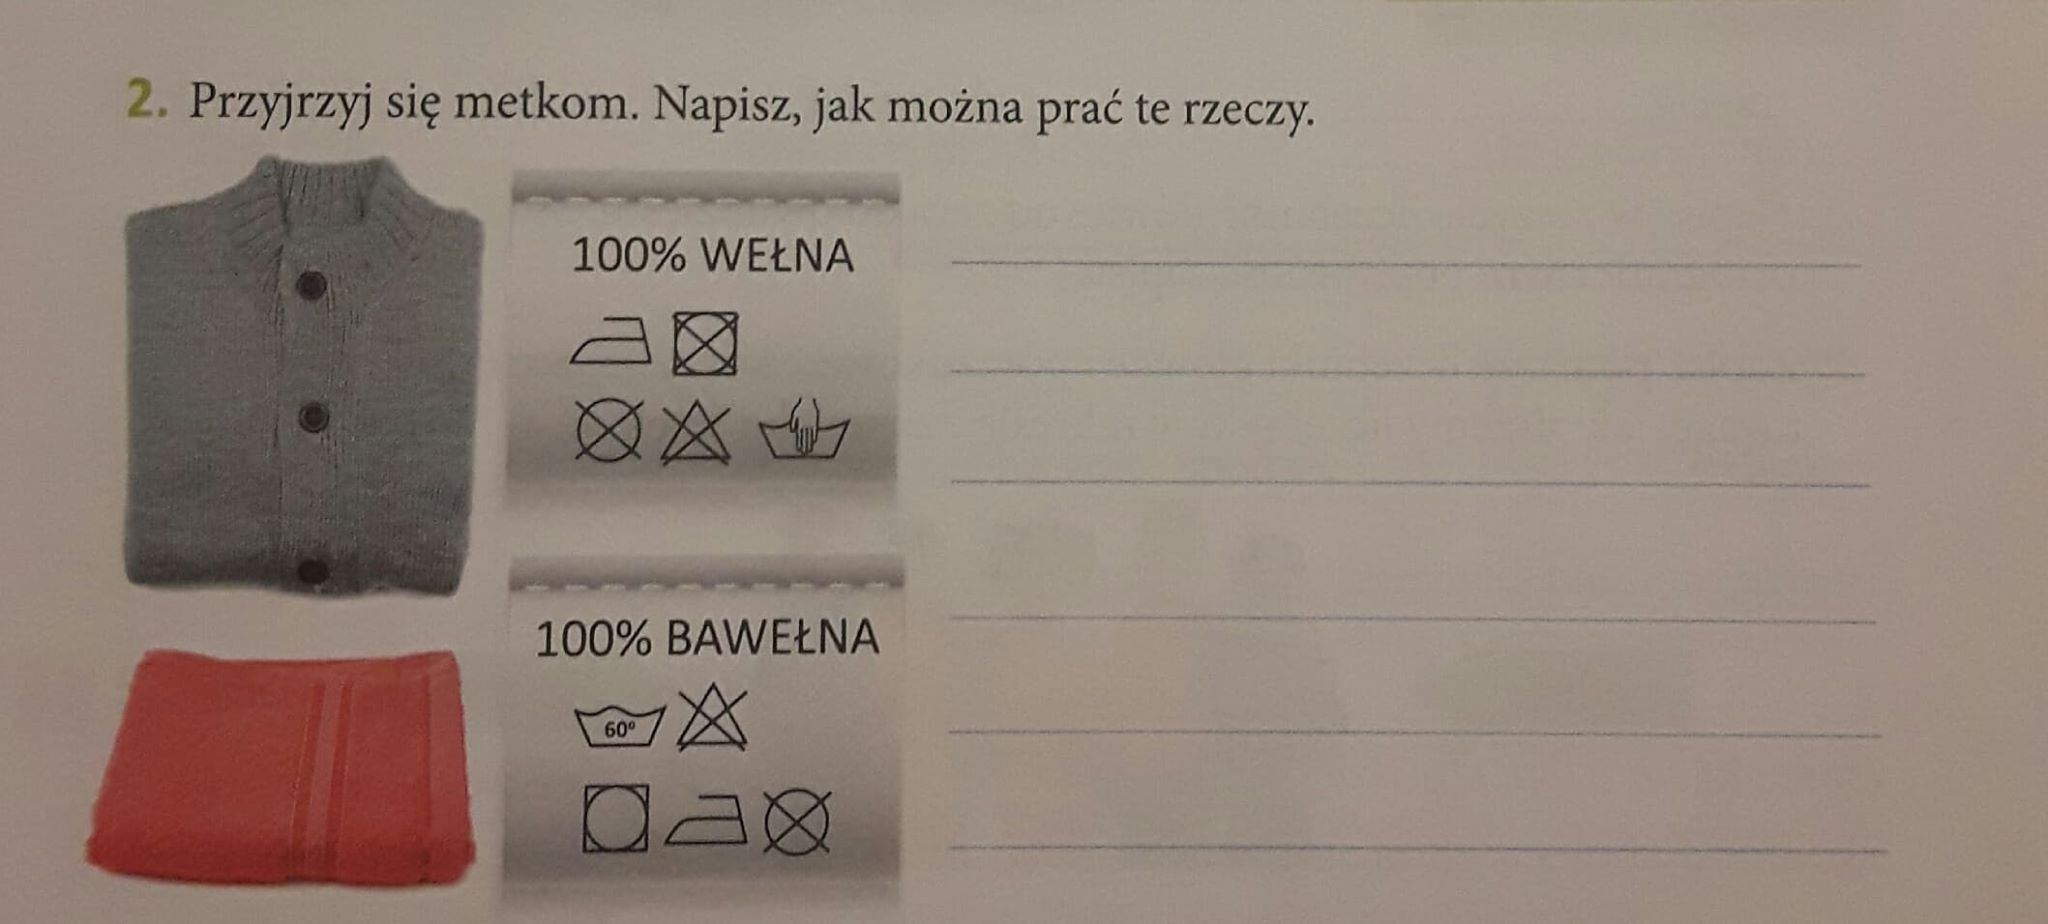 2. Przyjrzyj się metkom. Napisz, jak można prać te rzeczy.
100% WEŁNA
100% BAWEŁNA
60°